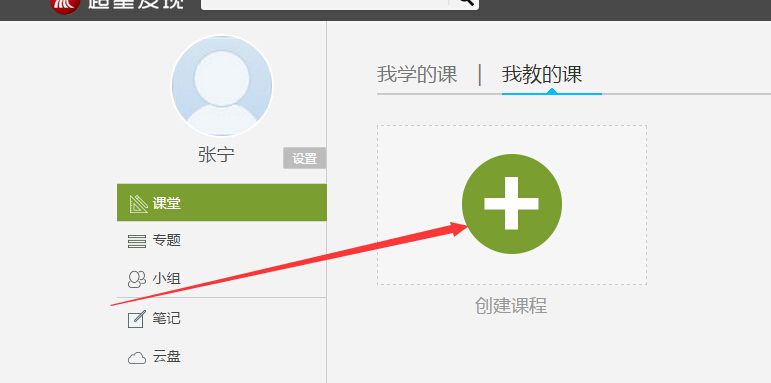 超星发现
张宁
设置
课堂
专题
小组
笔记
云盘
我学的课 | 我教的课
创建课程